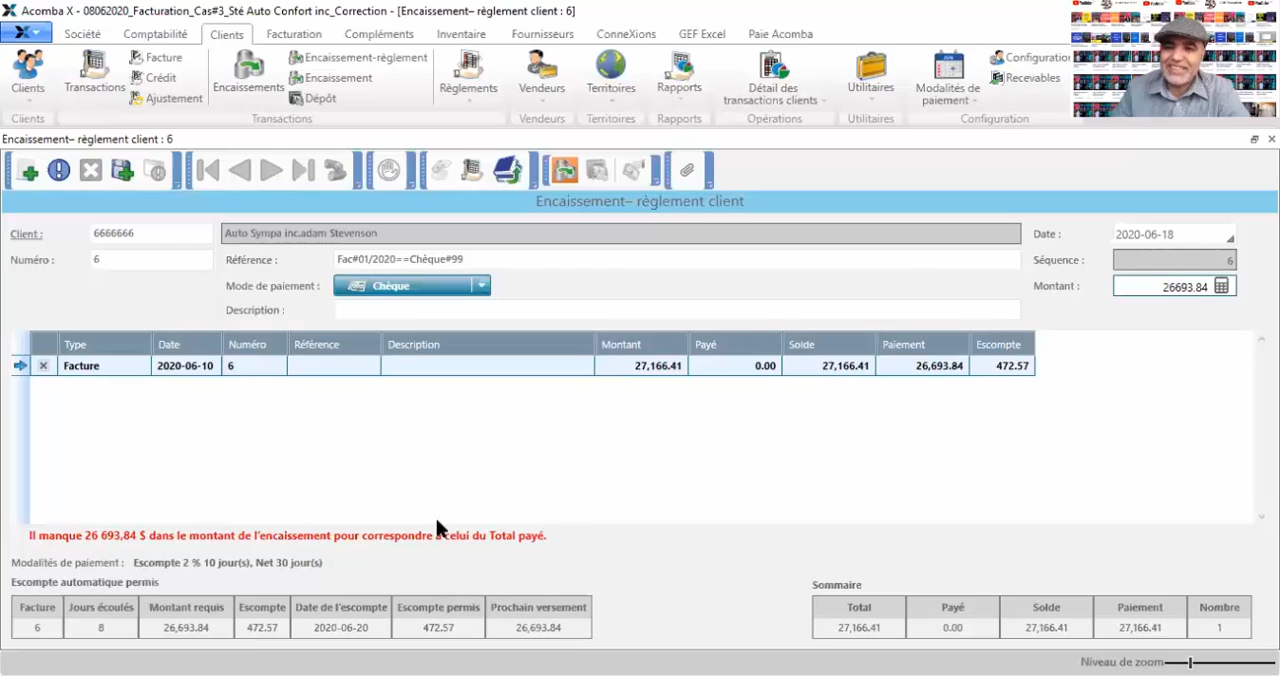 Acomba X - 08062020_Facturation_Cas#3_Sté Auto Confort inc_Correction - [Encaissement– règlement client : 6]
Société Comptabilité Clients Facturation ConneXions Paie Acomba
Clients
Transactions
Facture
Crédit
Ajustement
Encaissements
Encaissement-règlement
Encaissement
Dépôt
Règlements
Vendeurs
Territoires
Rapports
Détail des
transactions clients
Utilitaires
Modalités de
paiement
Configuration
Recevables
Clients Transactions Vendeurs Territoires Rapports Opérations Utilitaires Configuration
Encaissement– règlement client : 6
Encaissement– règlement client
Client : 6666666 Auto Sympa inc.adam Stevenson Date : 2020-06-18
Numéro : 6 Référence : Fac#01/2020==Chèque#99 Séquence : 6
Mode de paiement : Chèque Montant : 26693.84
Description :
Type Date Numéro Référence Description Montant Payé Solde Paiement Escompte
Facture 2020-06-10 6 27,166.41 0.00 27,166.41 26,693.84 472.57
Il manque 26 693,84 $ dans le montant de l'encaissement pour correspondre à celui du Total payé.
Modalités de paiement : Escompte 2 % 10 jour(s), Net 30 jour(s)
Escompte automatique permis
Facture Jours écoulés Montant requis Escompte Date de l'escompte Escompte permis Prochain versement
6 8 26,693.84 472.57 2020-06-20 472.57 26,693.84
Sommaire
Total Payé Solde Paiement Nombre
27,166.41 0.00 27,166.41 27,166.41 1
Niveau de zoom